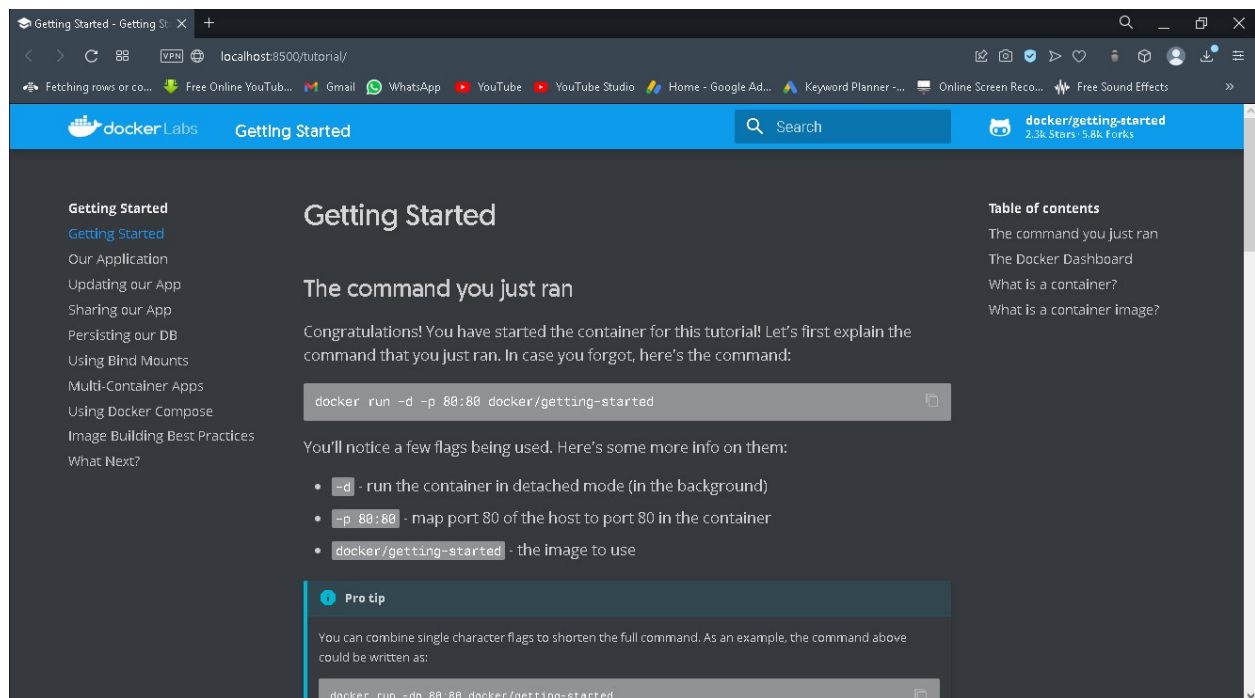 Getting Started - Getting St
localhost:8500/tutorial/
VPN
Fetching rows or co... Free Online YouTub... Gmail WhatsApp YouTube YouTube Studio Home - Google Ad... Keyword Planner -... Online Screen Reco... Free Sound Effects
dockerLabs Getting Started Search docker/getting-started
2.3k Stars · 5.8k Forks
Getting Started
Getting Started
Our Application
Updating our App
Sharing our App
Persisting our DB
Using Bind Mounts
Multi-Container Apps
Using Docker Compose
Image Building Best Practices
What Next?
Getting Started
The command you just ran
Congratulations! You have started the container for this tutorial! Let's first explain the
command that you just ran. In case you forgot, here's the command:
docker run -d -p 80:80 docker/getting-started
You'll notice a few flags being used. Here's some more info on them:
-d - run the container in detached mode (in the background)
-p 80:80 - map port 80 of the host to port 80 in the container
docker/getting-started - the image to use
Pro tip
You can combine single character flags to shorten the full command. As an example, the command above
could be written as:
docker run -dp 80:80 docker/getting-started
Table of contents
The command you just ran
The Docker Dashboard
What is a container?
What is a container image?